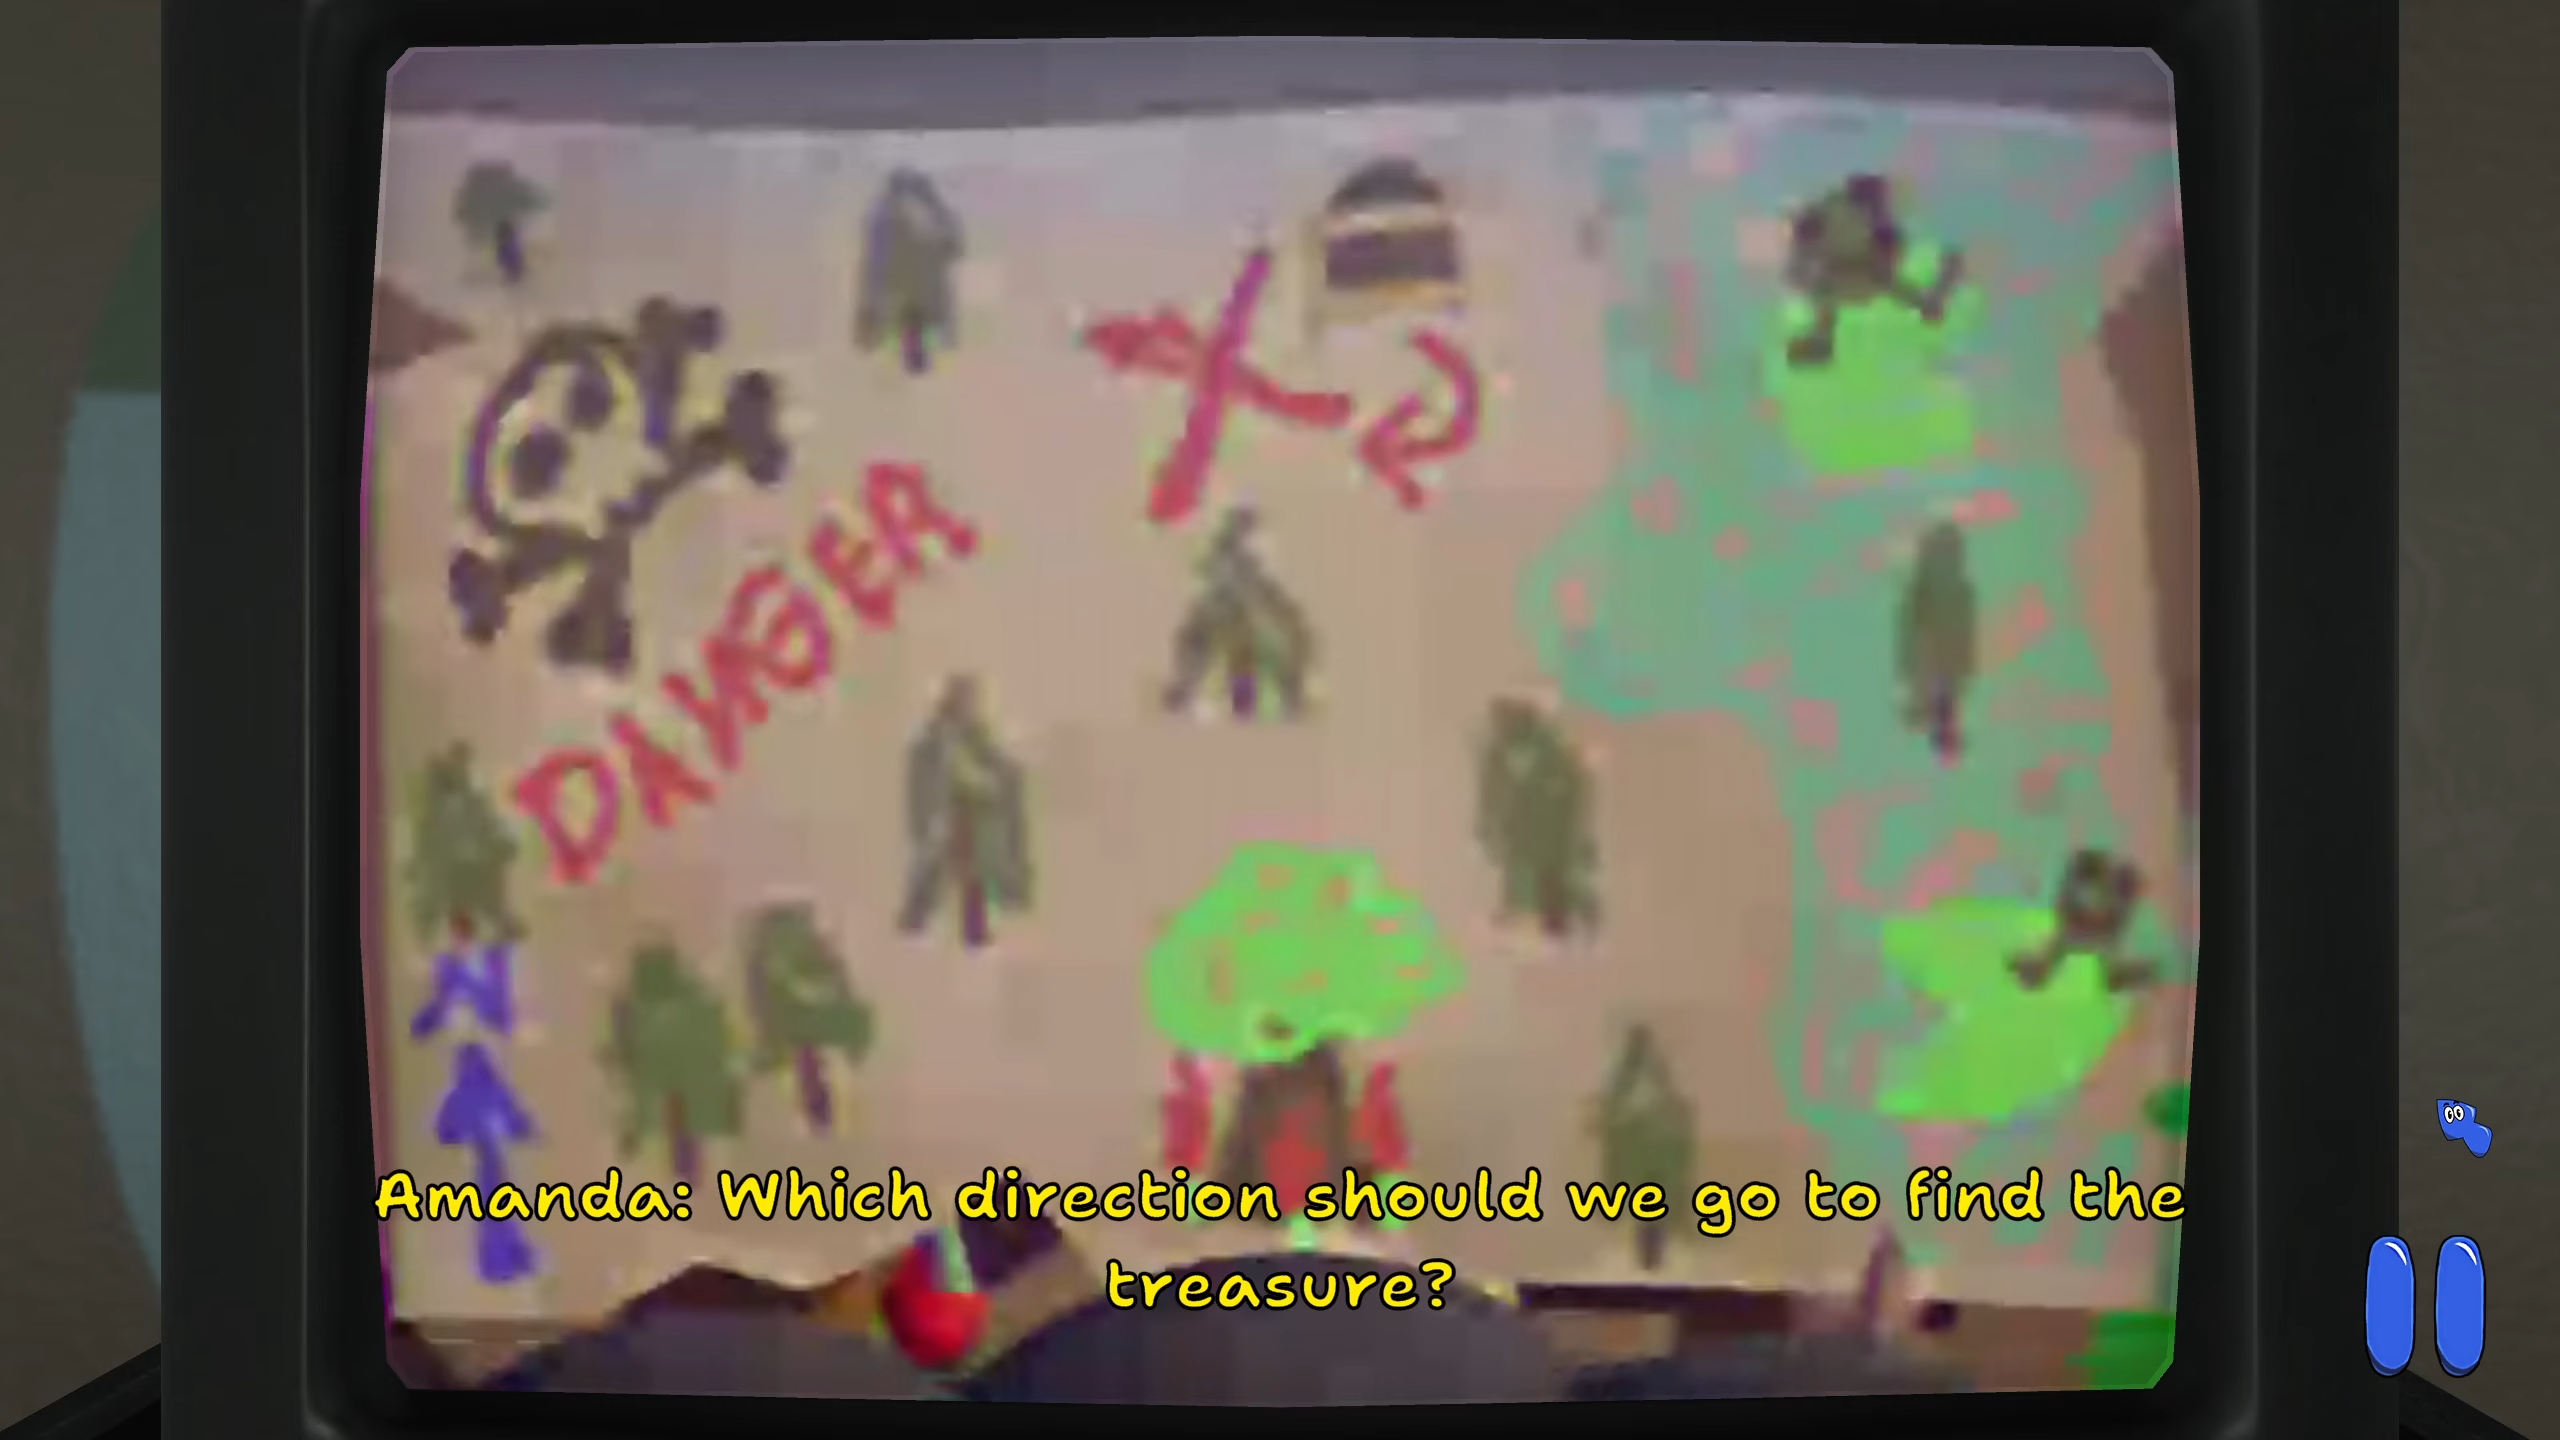 DANGER
N
Amanda: Which direction should we go to find the
treasure?